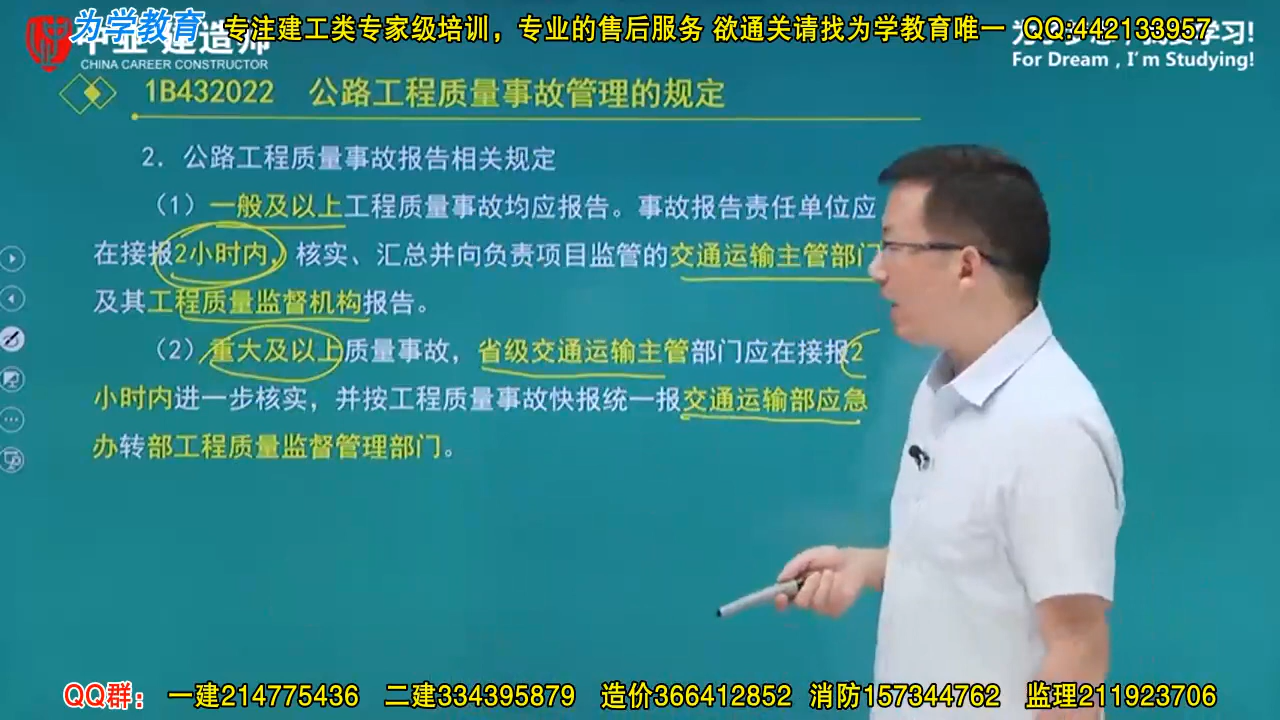 为学教育 专注建工类专家级培训，专业的售后服务 欲通关请找为学教育唯一 QQ:442133957
建造师
CHINA CAREER CONSTRUCTOR
学习!
For Dream , I'm Studying!
1B432022 公路工程质量事故管理的规定
2. 公路工程质量事故报告相关规定
（1）一般及以上工程质量事故均应报告。事故报告责任单位应
在接报2小时内，核实、汇总并向负责项目监管的交通运输主管部门
及其工程质量监督机构报告。
（2）重大及以上质量事故，省级交通运输主管部门应在接报2
小时内进一步核实，并按工程质量事故快报统一报交通运输部应急
办转部工程质量监督管理部门。
QQ群： 一建214775436 二建334395879 造价366412852 消防157344762 监理211923706